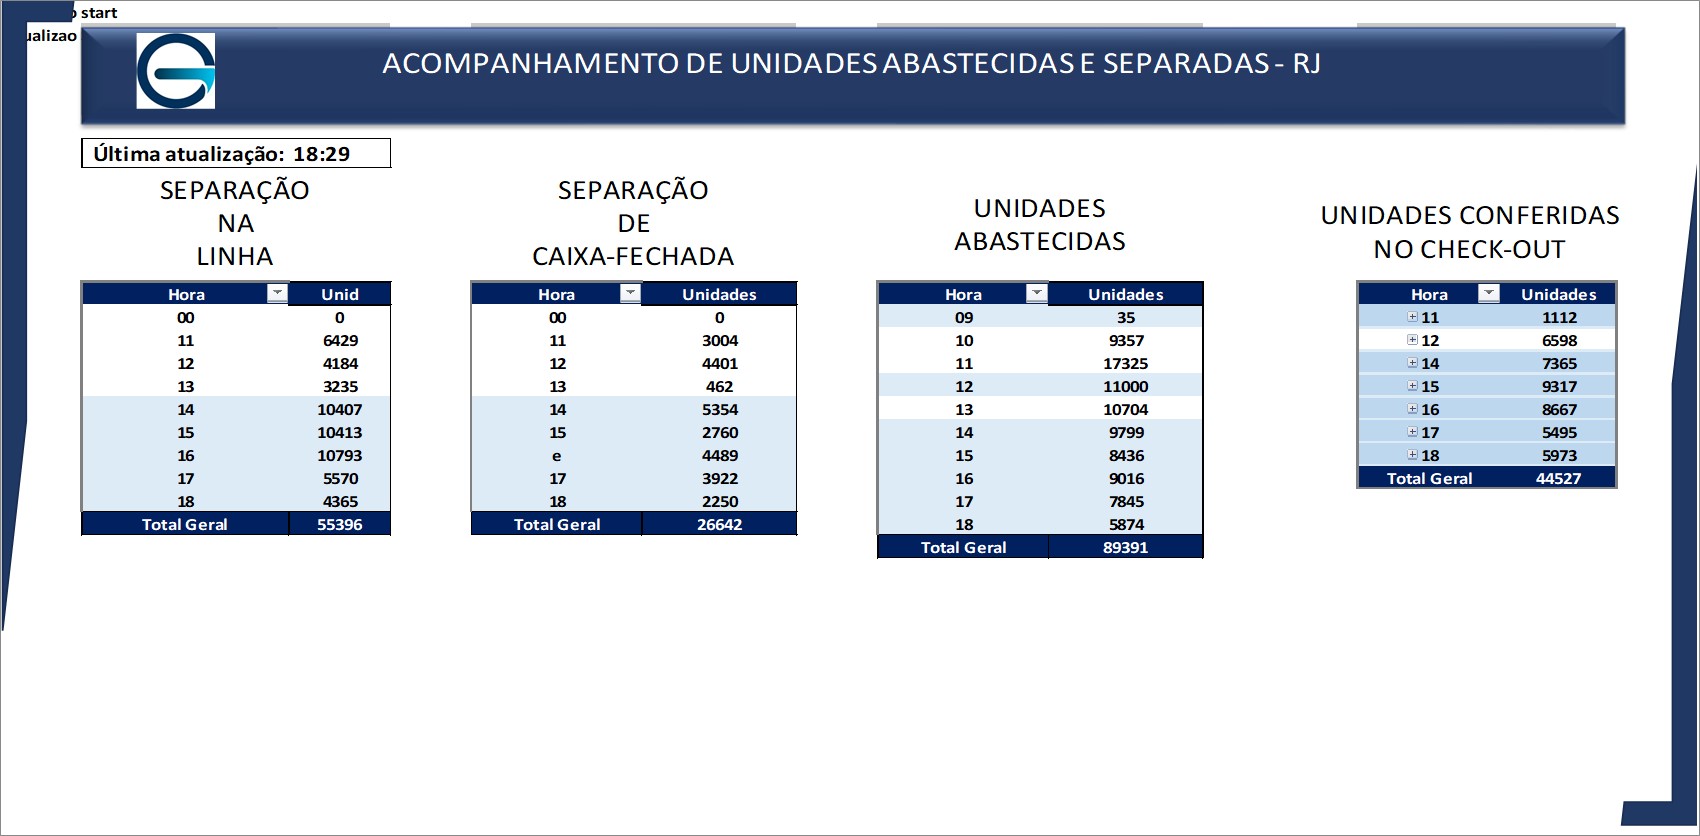 start
ACOMPANHAMENTO DE UNIDADES ABASTECIDAS E SEPARADAS - RJ
Última atualização: 18:29
SEPARAÇÃO
NA
LINHA
Hora Unid
00 0
11 6429
12 4184
13 3235
14 10407
15 10413
16 10793
17 5570
18 4365
Total Geral 55396
SEPARAÇÃO
DE
CAIXA-FECHADA
Hora Unidades
00 0
11 3004
12 4401
13 462
14 5354
15 2760
e 4489
17 3922
18 2250
Total Geral 26642
UNIDADES
ABASTECIDAS
Hora Unidades
09 35
10 9357
11 17325
12 11000
13 10704
14 9799
15 8436
16 9016
17 7845
18 5874
Total Geral 89391
UNIDADES CONFERIDAS
NO CHECK-OUT
Hora Unidades
11 1112
12 6598
14 7365
15 9317
16 8667
17 5495
18 5973
Total Geral 44527